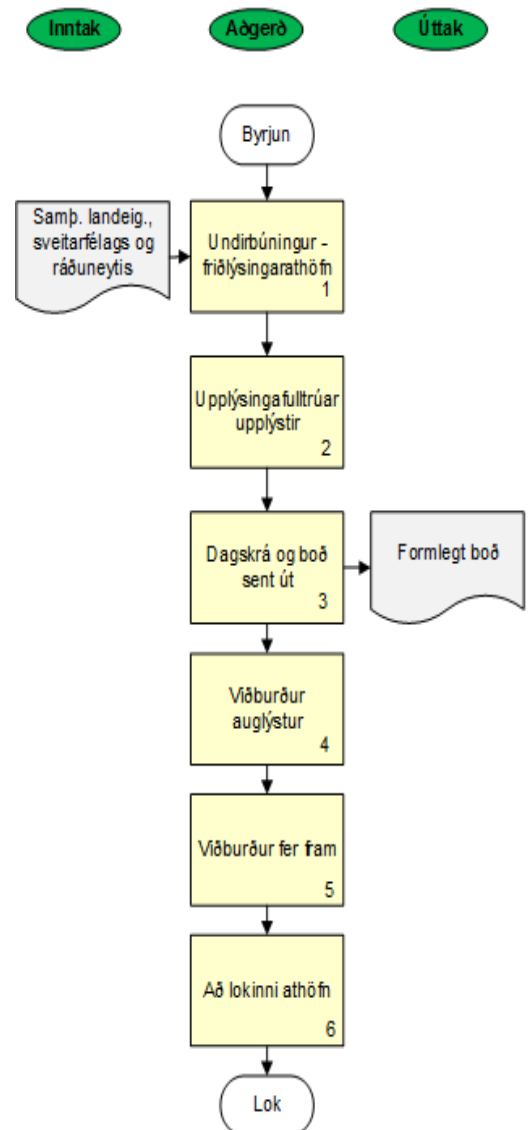 Inntak
Aðgerð
Úttak
Byrjun
Samþ. landeig.,
sveitarfélags og
ráðuneytis
Undirbúningur -
friðlýsingarathöfn
1
Upplýsingafulltrúar
upplýstir
2
Dagskrá og boð
sent út
3
Formlegt boð
Viðburður
auglýstur
4
Viðburður fer fram
5
Að lokinni athöfn
6
Lok